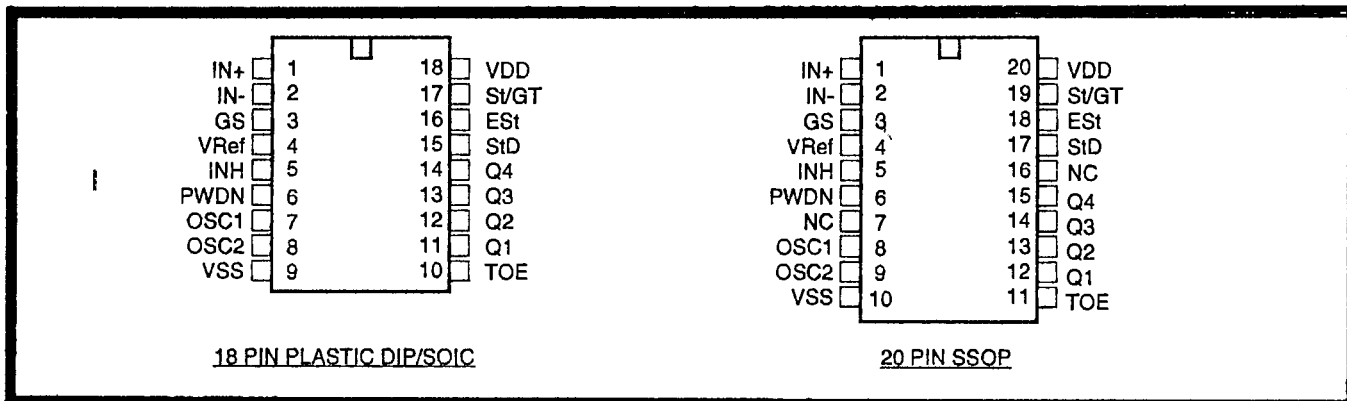 IN+ 1 18 VDD
IN- 2 17 St/GT
GS 3 16 ESt
VRef 4 15 StD
INH 5 14 Q4
PWDN 6 13 Q3
OSC1 7 12 Q2
OSC2 8 11 Q1
VSS 9 10 TOE
18 PIN PLASTIC DIP/SOIC
IN+ 1 20 VDD
IN- 2 19 St/GT
GS 3 18 ESt
VRef 4 17 StD
INH 5 16 NC
PWDN 6 15 Q4
NC 7 14 Q3
OSC1 8 13 Q2
OSC2 9 12 Q1
VSS 10 11 TOE
20 PIN SSOP